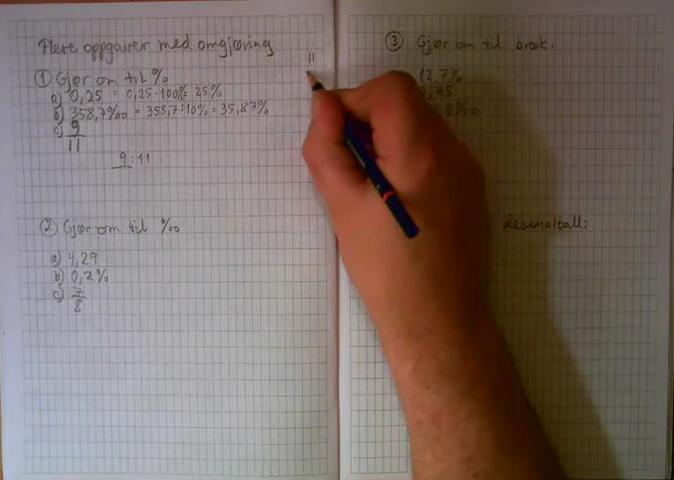 Flere oppgaver med omgjøring
① Gjør om til %
a) 0,25 = 0,25·100% = 25%
b) 358,7‰ = 358,7:10% = 35,87%
c) 9/11
9:11
② Gjør om til ‰
a) 4,29
b) 0,2%
c) 7/8
11
③ Gjør om til brøk:
12,7%
,45
desimaltall: